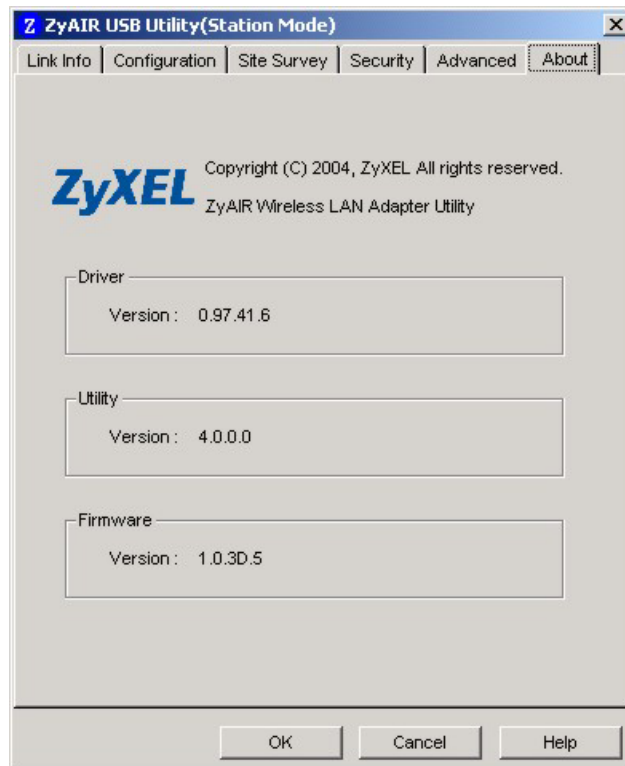 Z ZyAIR USB Utility(Station Mode)
Link Info Configuration Site Survey Security Advanced About
ZyXEL
Copyright (C) 2004, ZyXEL All rights reserved.
ZyAIR Wireless LAN Adapter Utility
Driver
Version : 0.97.41.6
Utility
Version : 4.0.0.0
Firmware
Version : 1.0.3D.5
OK Cancel Help